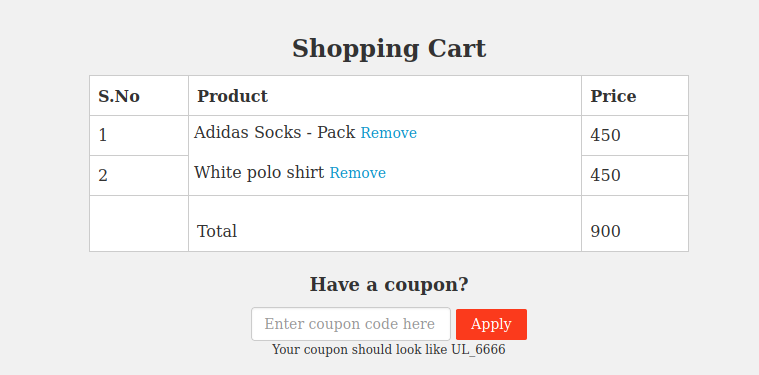 Shopping Cart
S.No Product Price
1 Adidas Socks - Pack Remove 450
2 White polo shirt Remove 450
Total 900
Have a coupon?
Enter coupon code here Apply
Your coupon should look like UL_6666